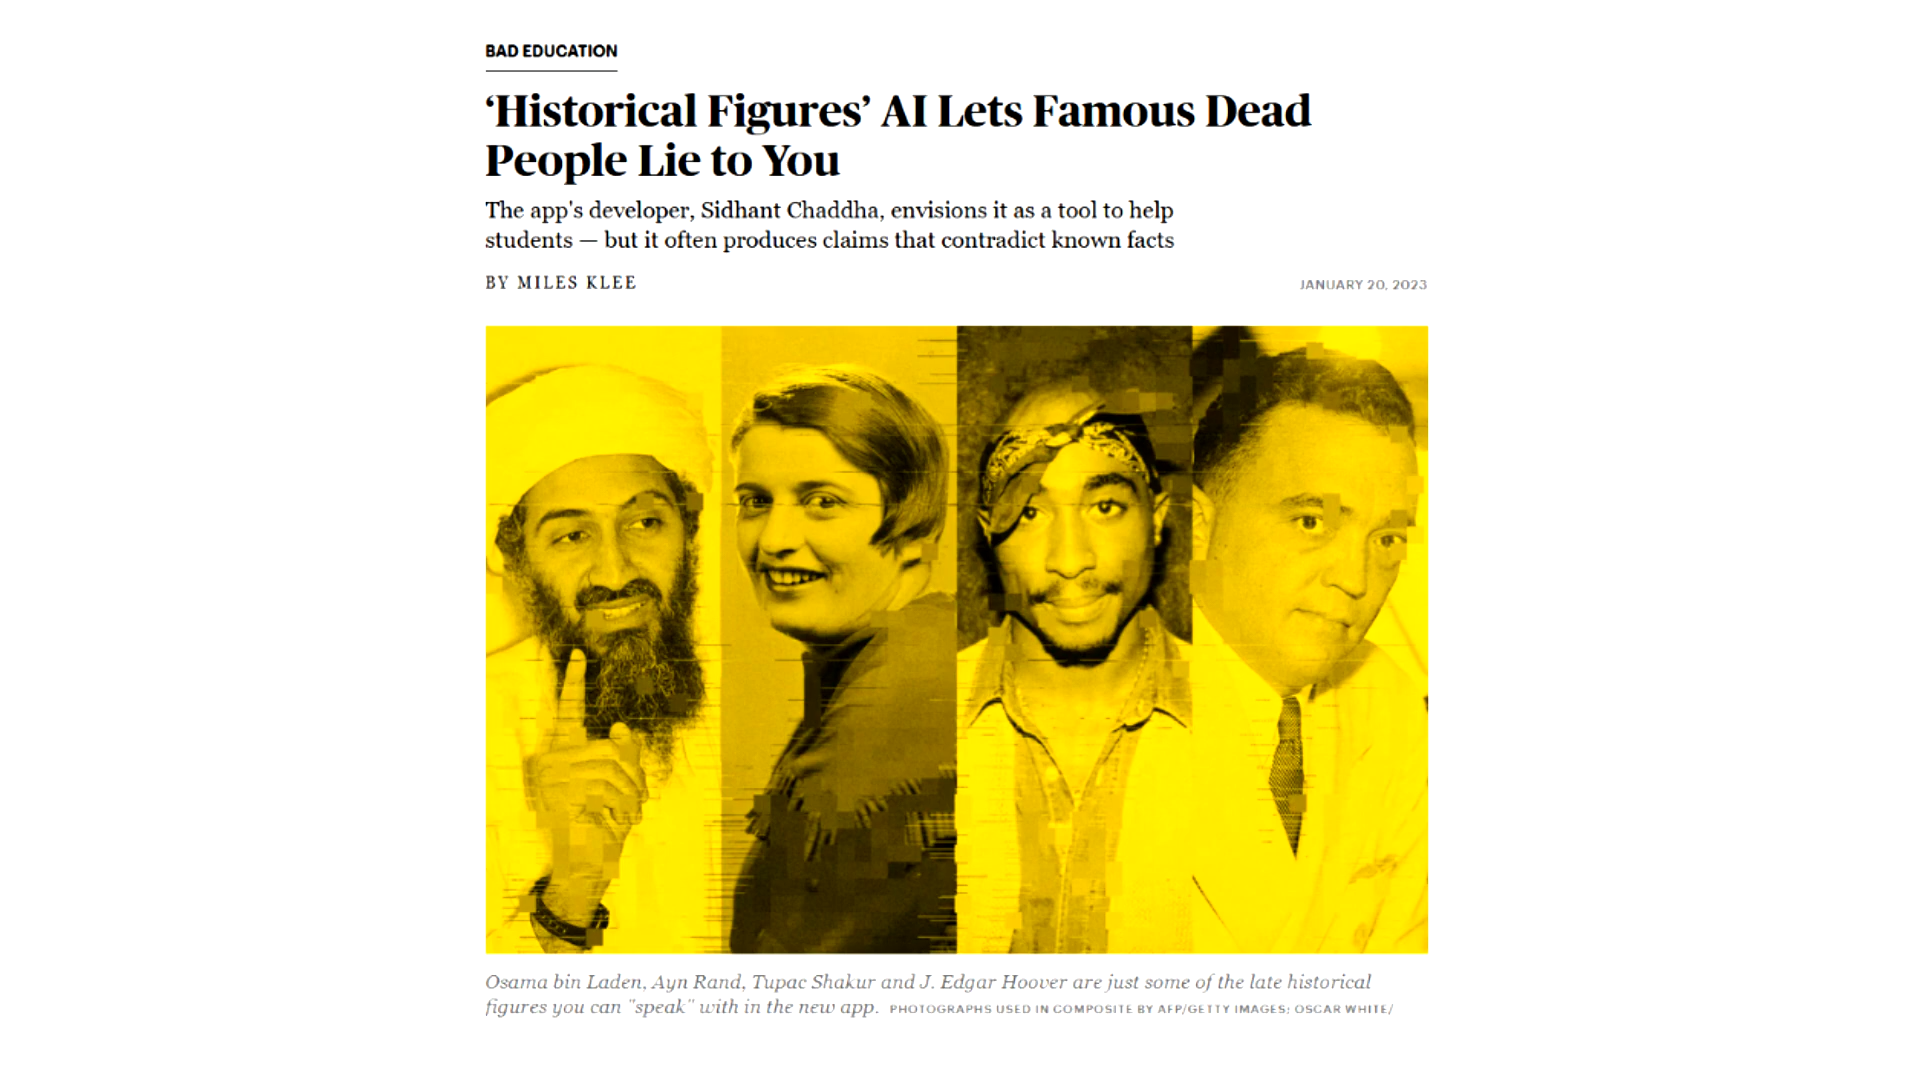 BAD EDUCATION
‘Historical Figures’ AI Lets Famous Dead
People Lie to You
The app's developer, Sidhant Chaddha, envisions it as a tool to help
students — but it often produces claims that contradict known facts
BY MILES KLEE
JANUARY 20, 2023
Osama bin Laden, Ayn Rand, Tupac Shakur and J. Edgar Hoover are just some of the late historical
figures you can "speak" with in the new app. PHOTOGRAPHS USED IN COMPOSITE BY AFP/GETTY IMAGES; OSCAR WHITE/